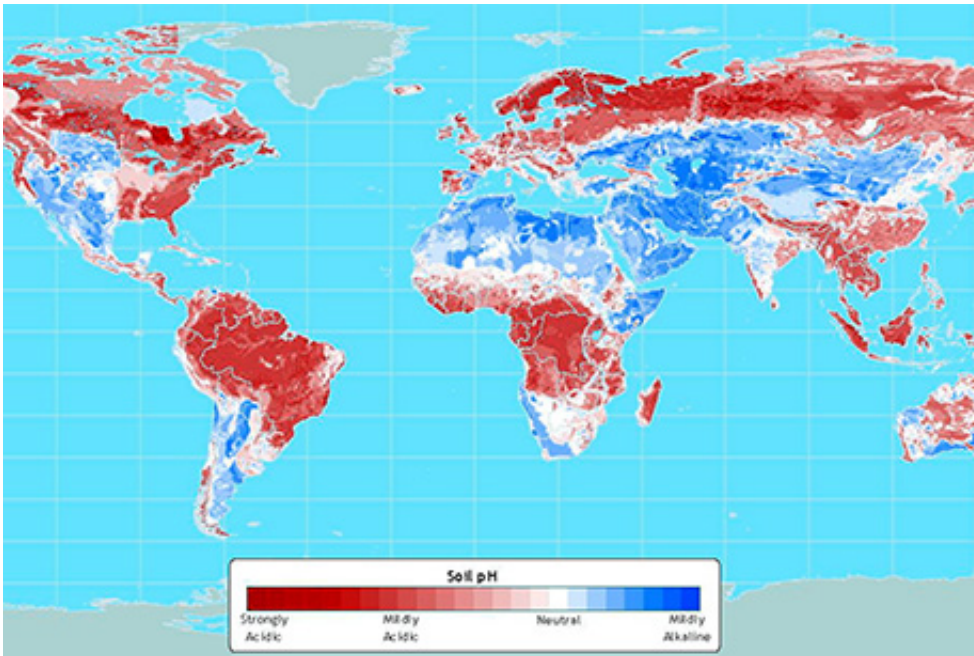 Soil pH
Strongly Acidic
Mildly Acidic
Neutral
Mildly Alkaline